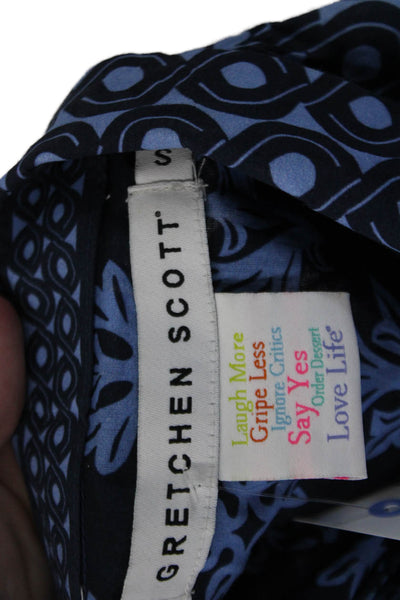 S
GRETCHEN SCOTT®
Laugh More
Gripe Less
Ignore Critics
Say Yes
Order Dessert
Love Life®